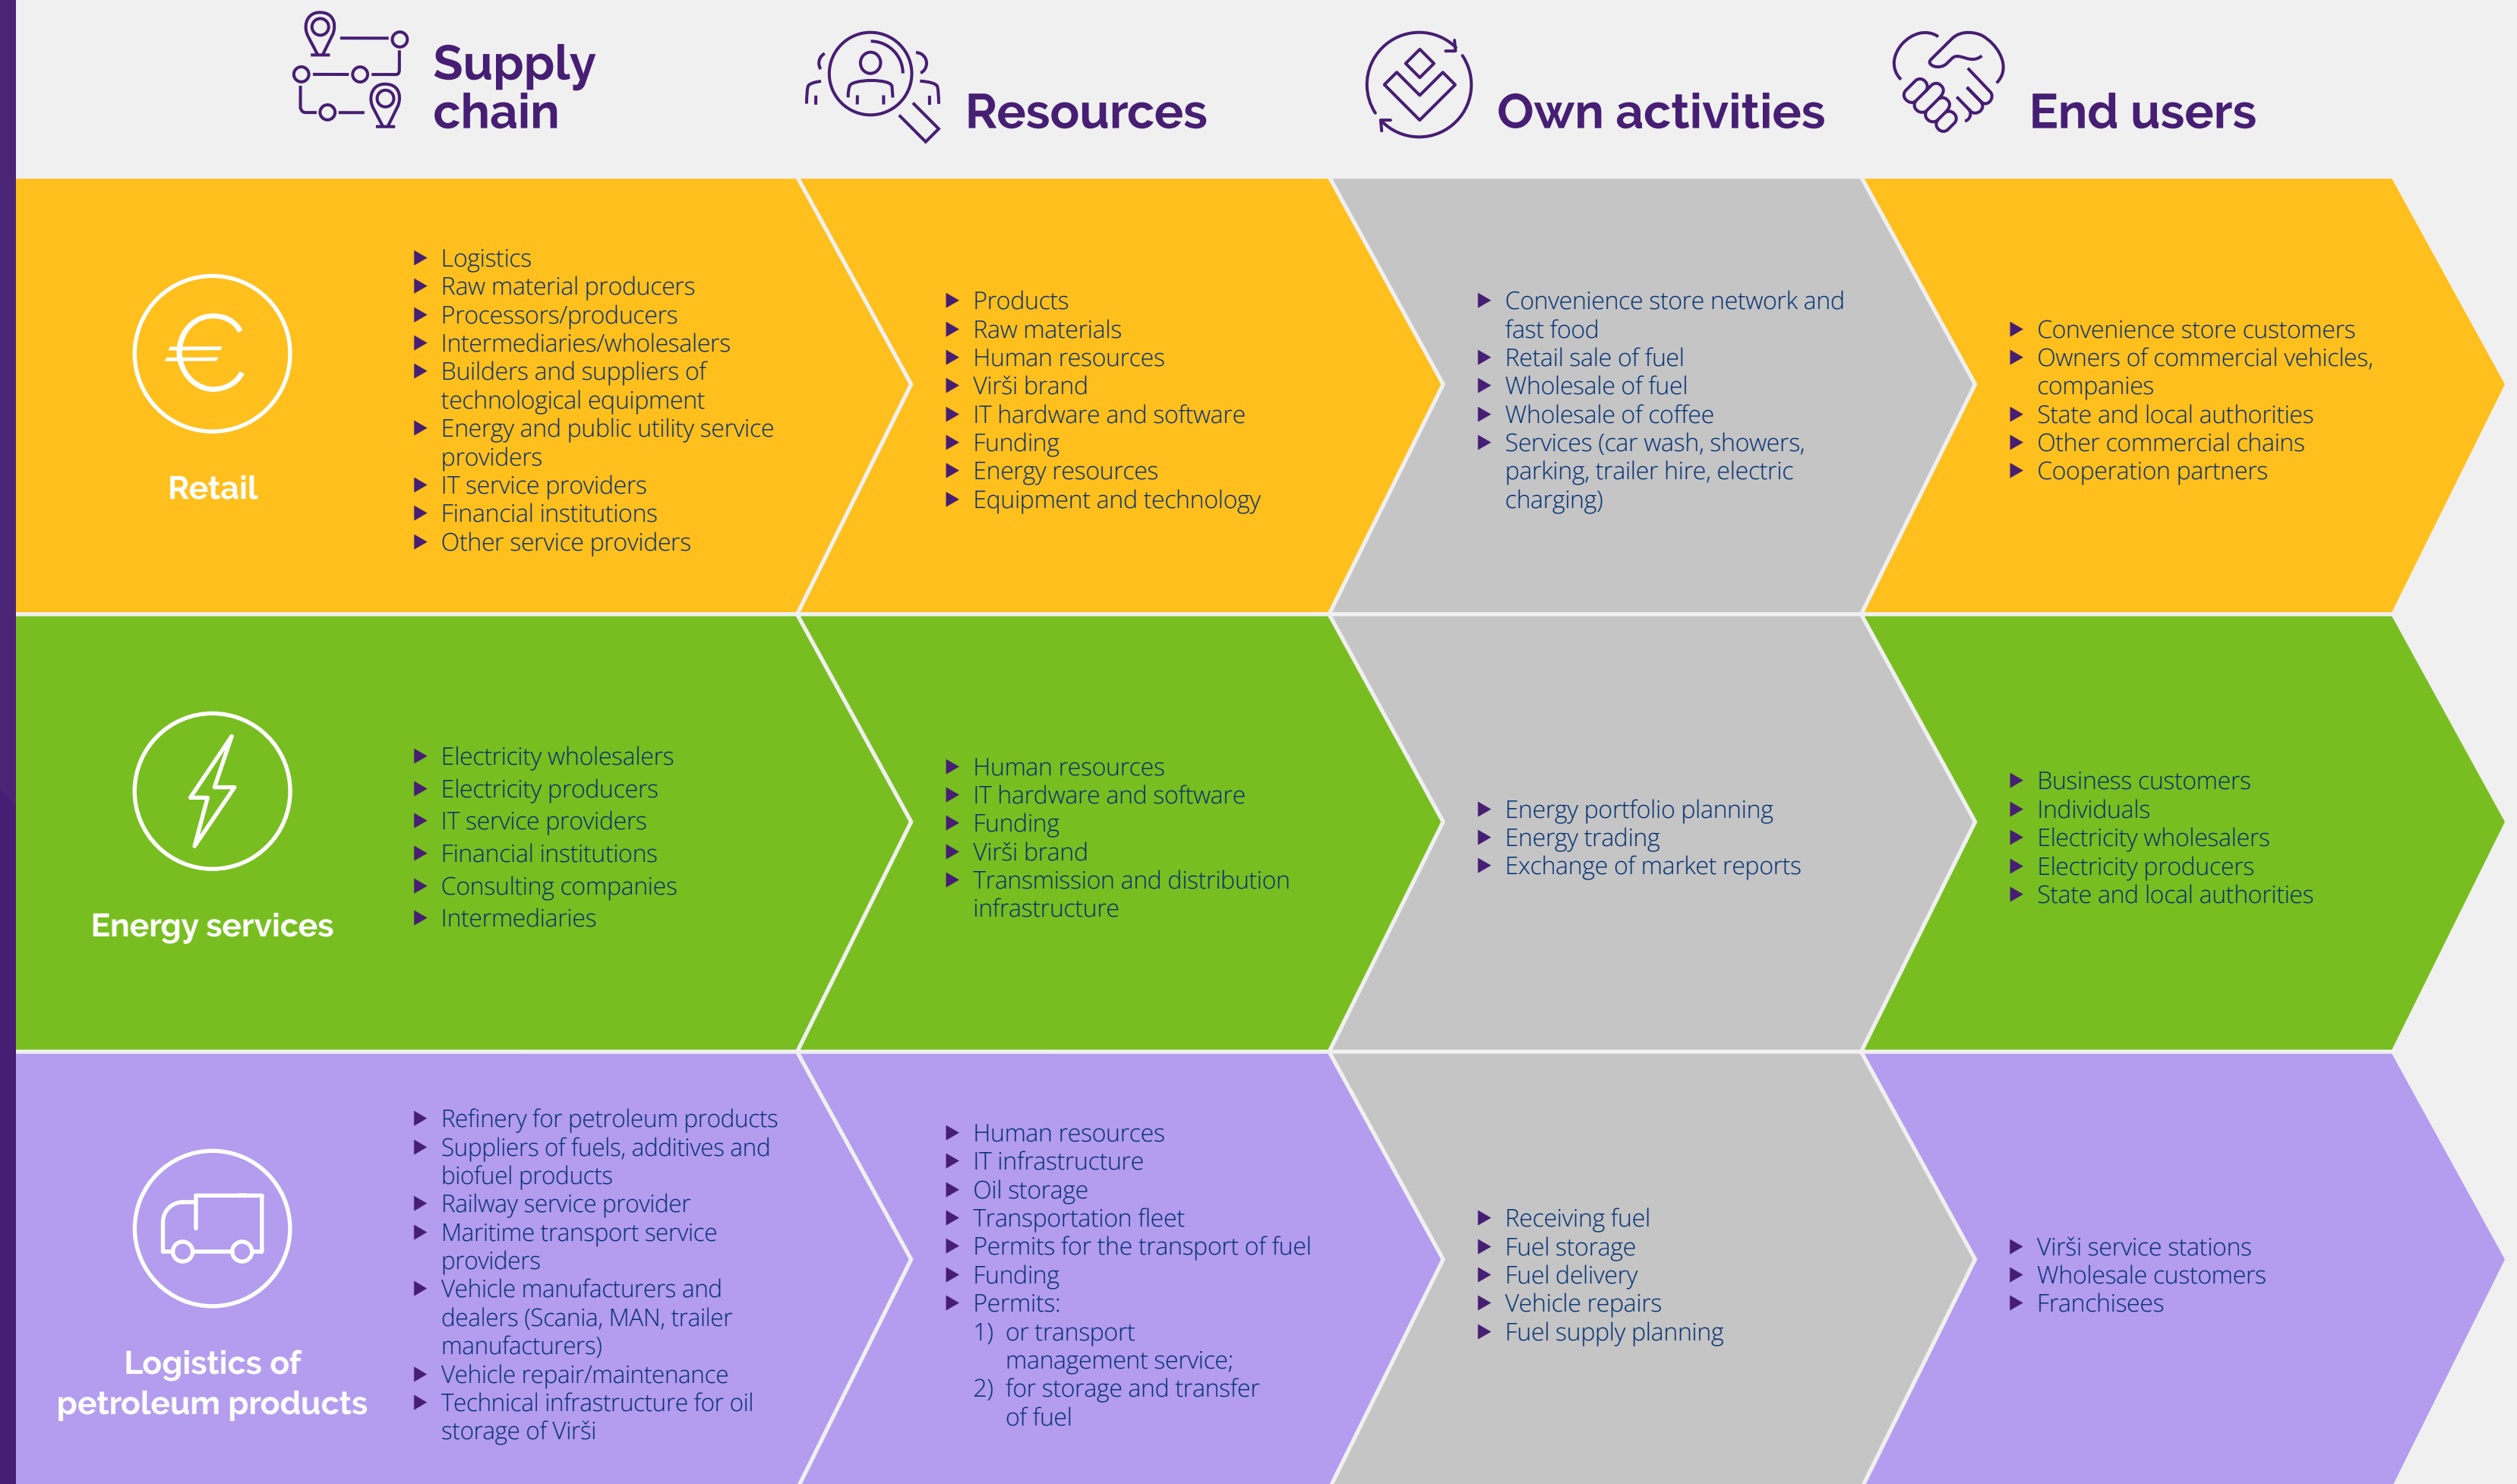 Supply
chain
Resources
Own activities
End users
Retail
Logistics
Raw material producers
Processors/producers
Intermediaries/wholesalers
Builders and suppliers of
technological equipment
Energy and public utility service
providers
IT service providers
Financial institutions
Other service providers
Products
Raw materials
Human resources
Virši brand
IT hardware and software
Funding
Energy resources
Equipment and technology
Convenience store network and
fast food
Retail sale of fuel
Wholesale of fuel
Wholesale of coffee
Services (car wash, showers,
parking, trailer hire, electric
charging)
Convenience store customers
Owners of commercial vehicles,
companies
State and local authorities
Other commercial chains
Cooperation partners
Energy services
Electricity wholesalers
Electricity producers
IT service providers
Financial institutions
Consulting companies
Intermediaries
Human resources
IT hardware and software
Funding
Virši brand
Transmission and distribution
infrastructure
Energy portfolio planning
Energy trading
Exchange of market reports
Business customers
Individuals
Electricity wholesalers
Electricity producers
State and local authorities
Logistics of
petroleum products
Refinery for petroleum products
Suppliers of fuels, additives and
biofuel products
Railway service provider
Maritime transport service
providers
Vehicle manufacturers and
dealers (Scania, MAN, trailer
manufacturers)
Vehicle repair/maintenance
Technical infrastructure for oil
storage of Virši
Human resources
IT infrastructure
Oil storage
Transportation fleet
Permits for the transport of fuel
Funding
Permits:
1) or transport
management service;
2) for storage and transfer
of fuel
Receiving fuel
Fuel storage
Fuel delivery
Vehicle repairs
Fuel supply planning
Virši service stations
Wholesale customers
Franchisees